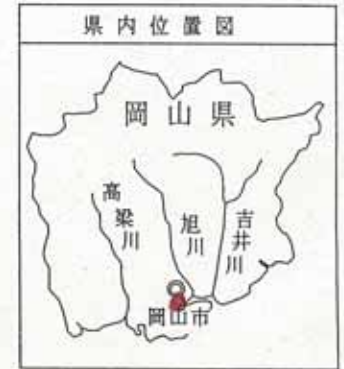 県内位置図
岡山県
高梁川
旭川
吉井川
岡山市